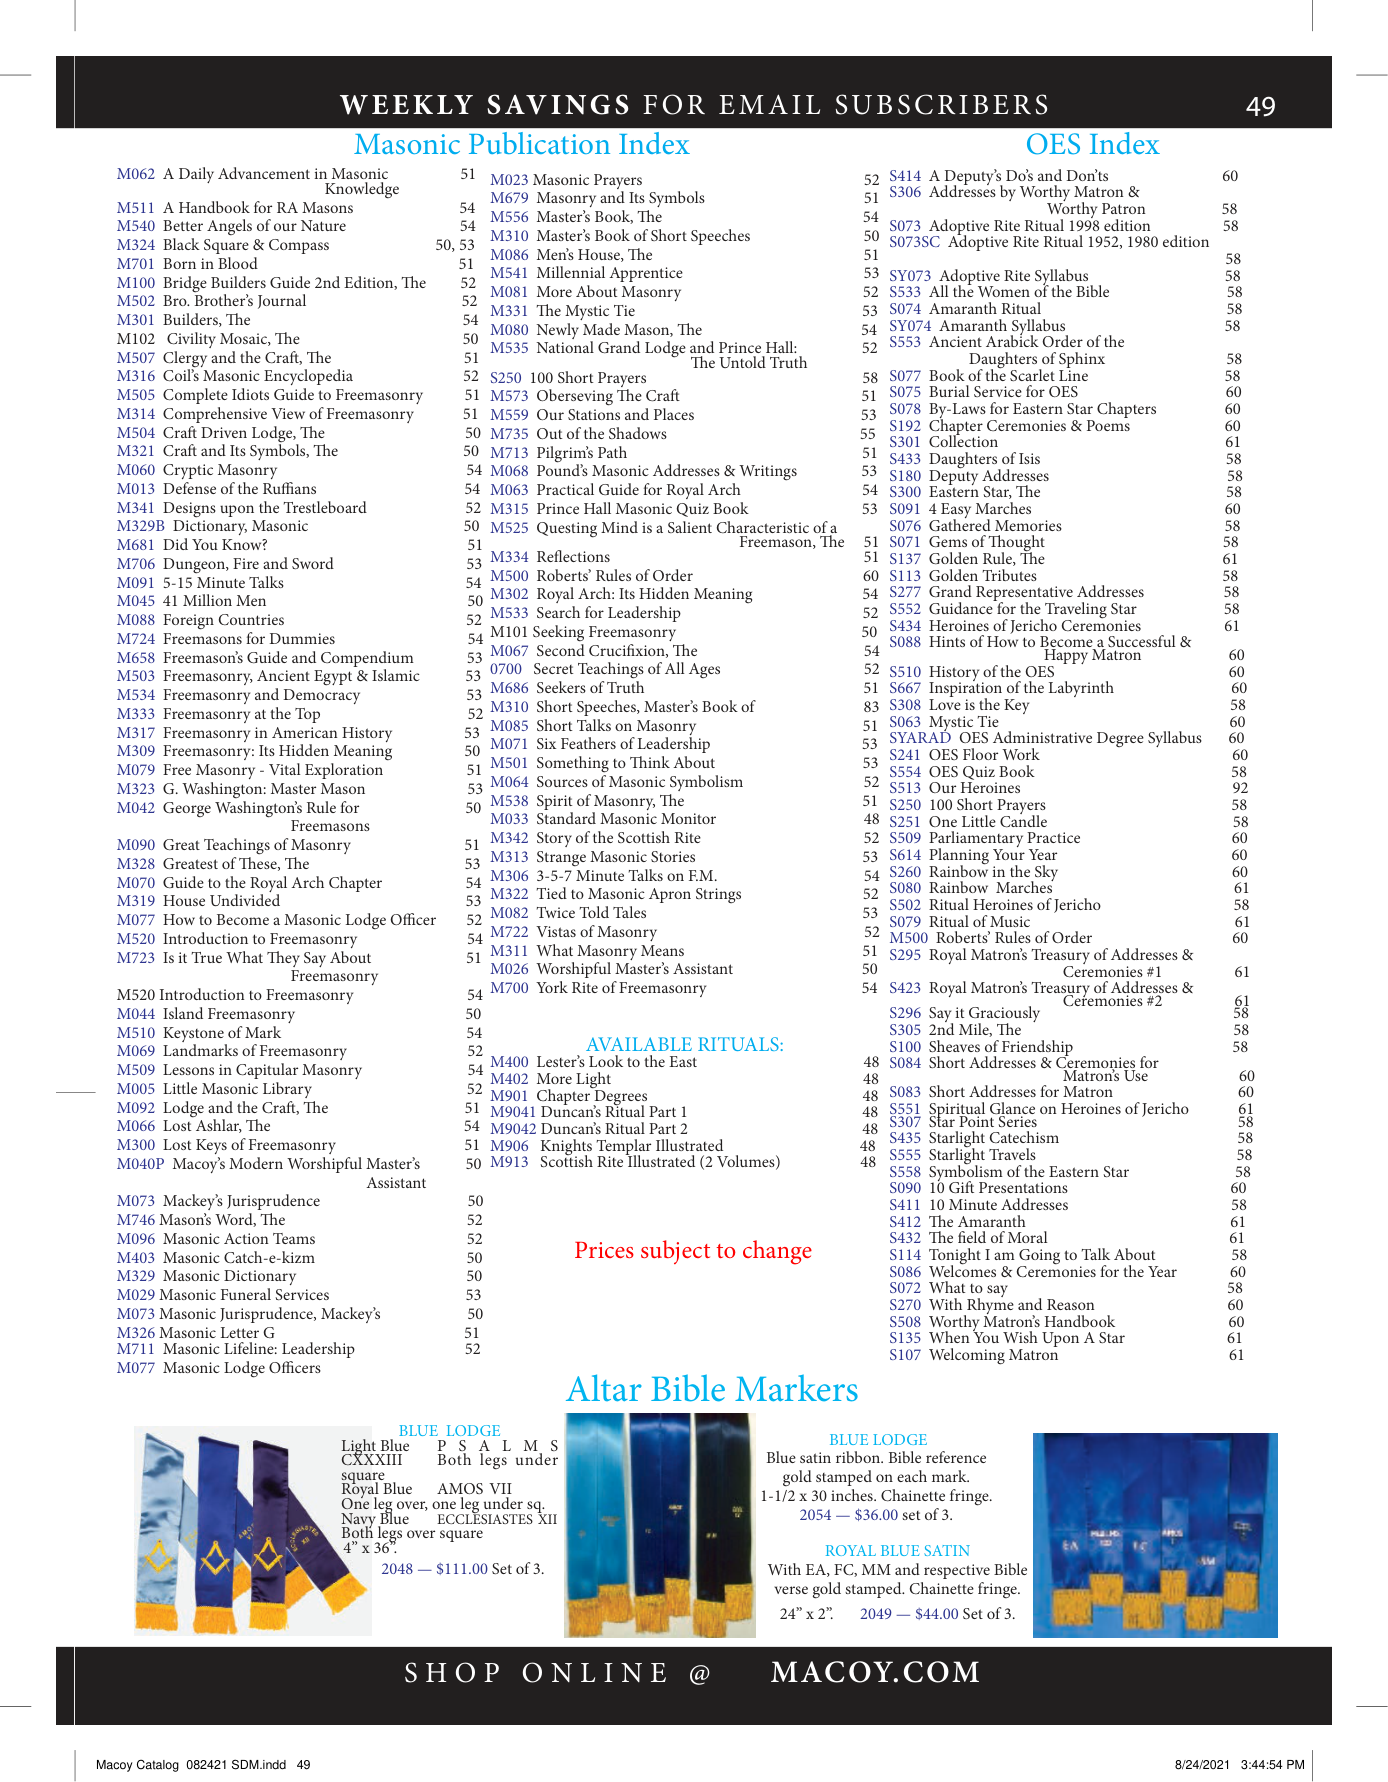 WEEKLY SAVINGS FOR EMAIL SUBSCRIBERS 49
Masonic Publication Index
M062 A Daily Advancement in Masonic 51
Knowledge
M511 A Handbook for RA Masons 54
M540 Better Angels of our Nature 54
M324 Black Square & Compass 50, 53
M701 Born in Blood 51
M100 Bridge Builders Guide 2nd Edition, The 52
M502 Bro. Brother's Journal 52
M301 Builders, The 54
M102 Civility Mosaic, The 50
M507 Clergy and the Craft, The 51
M316 Coil's Masonic Encyclopedia 52
M505 Complete Idiots Guide to Freemasonry 51
M314 Comprehensive View of Freemasonry 51
M504 Craft Driven Lodge, The 50
M321 Craft and Its Symbols, The 50
M060 Cryptic Masonry 54
M013 Defense of the Ruffians 54
M341 Designs upon the Trestleboard 52
M329B Dictionary, Masonic 50
M681 Did You Know? 51
M706 Dungeon, Fire and Sword 53
M091 5-15 Minute Talks 54
M045 41 Million Men 50
M088 Foreign Countries 52
M724 Freemasons for Dummies 54
M658 Freemason's Guide and Compendium 53
M503 Freemasonry, Ancient Egypt & Islamic 53
M534 Freemasonry and Democracy 53
M333 Freemasonry at the Top 52
M317 Freemasonry in American History 53
M309 Freemasonry: Its Hidden Meaning 50
M079 Free Masonry - Vital Exploration 51
M323 G. Washington: Master Mason 53
M042 George Washington's Rule for 50
Freemasons
M090 Great Teachings of Masonry 51
M328 Greatest of These, The 53
M070 Guide to the Royal Arch Chapter 54
M319 House Undivided 53
M077 How to Become a Masonic Lodge Officer 52
M520 Introduction to Freemasonry 54
M723 Is it True What They Say About 51
Freemasonry
M520 Introduction to Freemasonry 54
M044 Island Freemasonry 50
M510 Keystone of Mark 54
M069 Landmarks of Freemasonry 52
M509 Lessons in Capitular Masonry 54
M005 Little Masonic Library 52
M092 Lodge and the Craft, The 51
M066 Lost Ashlar, The 54
M300 Lost Keys of Freemasonry 51
M040P Macoy's Modern Worshipful Master's 50
Assistant
M073 Mackey's Jurisprudence 50
M746 Mason's Word, The 52
M096 Masonic Action Teams 52
M403 Masonic Catch-e-kizm 50
M329 Masonic Dictionary 50
M029 Masonic Funeral Services 53
M073 Masonic Jurisprudence, Mackey's 50
M326 Masonic Letter G 51
M711 Masonic Lifeline: Leadership 52
M077 Masonic Lodge Officers
M023 Masonic Prayers 52
M679 Masonry and Its Symbols 51
M556 Master's Book, The 54
M310 Master's Book of Short Speeches 50
M086 Men's House, The 51
M541 Millennial Apprentice 53
M081 More About Masonry 52
M331 The Mystic Tie 53
M080 Newly Made Mason, The 54
M535 National Grand Lodge and Prince Hall: 52
The Untold Truth
S250 100 Short Prayers 58
M573 Oberseving The Craft 51
M559 Our Stations and Places 53
M735 Out of the Shadows 55
M713 Pilgrim's Path 51
M068 Pound's Masonic Addresses & Writings 53
M063 Practical Guide for Royal Arch 54
M315 Prince Hall Masonic Quiz Book 53
M525 Questing Mind is a Salient Characteristic of a
Freemason, The 51
M334 Reflections 51
M500 Roberts' Rules of Order 60
M302 Royal Arch: Its Hidden Meaning 54
M533 Search for Leadership 52
M101 Seeking Freemasonry 50
M067 Second Crucifixion, The 54
0700 Secret Teachings of All Ages 52
M686 Seekers of Truth 51
M310 Short Speeches, Master's Book of 83
M085 Short Talks on Masonry 51
M071 Six Feathers of Leadership 53
M501 Something to Think About 53
M064 Sources of Masonic Symbolism 52
M538 Spirit of Masonry, The 51
M033 Standard Masonic Monitor 48
M342 Story of the Scottish Rite 52
M313 Strange Masonic Stories 53
M306 3-5-7 Minute Talks on F.M. 54
M322 Tied to Masonic Apron Strings 52
M082 Twice Told Tales 53
M722 Vistas of Masonry 52
M311 What Masonry Means 51
M026 Worshipful Master's Assistant 50
M700 York Rite of Freemasonry 54
AVAILABLE RITUALS:
M400 Lester's Look to the East 48
M402 More Light 48
M901 Chapter Degrees 48
M9041 Duncan's Ritual Part 1 48
M9042 Duncan's Ritual Part 2 48
M906 Knights Templar Illustrated 48
M913 Scottish Rite Illustrated (2 Volumes) 48
Prices subject to change
OES Index
S414 A Deputy's Do's and Don'ts 60
S306 Addresses by Worthy Matron &
Worthy Patron 58
S073 Adoptive Rite Ritual 1998 edition 58
S073SC Adoptive Rite Ritual 1952, 1980 edition
58
SY073 Adoptive Rite Syllabus 58
S533 All the Women of the Bible 58
S074 Amaranth Ritual 58
SY074 Amaranth Syllabus 58
S553 Ancient Arabick Order of the
Daughters of Sphinx 58
S077 Book of the Scarlet Line 58
S075 Burial Service for OES 60
S078 By-Laws for Eastern Star Chapters 60
S192 Chapter Ceremonies & Poems 60
S301 Collection 61
S433 Daughters of Isis 58
S180 Deputy Addresses 58
S300 Eastern Star, The 58
S091 4 Easy Marches 60
S076 Gathered Memories 58
S071 Gems of Thought 58
S137 Golden Rule, The 61
S113 Golden Tributes 58
S277 Grand Representative Addresses 58
S552 Guidance for the Traveling Star 58
S434 Heroines of Jericho Ceremonies 61
S088 Hints of How to Become a Successful &
Happy Matron 60
S510 History of the OES 60
S667 Inspiration of the Labyrinth 60
S308 Love is the Key 58
S063 Mystic Tie 60
SYARAD OES Administrative Degree Syllabus 60
S241 OES Floor Work 60
S554 OES Quiz Book 58
S513 Our Heroines 92
S250 100 Short Prayers 58
S251 One Little Candle 58
S509 Parliamentary Practice 60
S614 Planning Your Year 60
S260 Rainbow in the Sky 60
S080 Rainbow Marches 61
S502 Ritual Heroines of Jericho 58
S079 Ritual of Music 61
M500 Roberts' Rules of Order 60
S295 Royal Matron's Treasury of Addresses &
Ceremonies #1 61
S423 Royal Matron's Treasury of Addresses &
Ceremonies #2 61
S296 Say it Graciously 58
S305 2nd Mile, The 58
S100 Sheaves of Friendship 58
S084 Short Addresses & Ceremonies for
Matron's Use 60
S083 Short Addresses for Matron 60
S551 Spiritual Glance on Heroines of Jericho 61
S307 Star Point Series 58
S435 Starlight Catechism 58
S555 Starlight Travels 58
S558 Symbolism of the Eastern Star 58
S090 10 Gift Presentations 60
S411 10 Minute Addresses 58
S412 The Amaranth 61
S432 The field of Moral 61
S114 Tonight I am Going to Talk About 58
S086 Welcomes & Ceremonies for the Year 60
S072 What to say 58
S270 With Rhyme and Reason 60
S508 Worthy Matron's Handbook 60
S135 When You Wish Upon A Star 61
S107 Welcoming Matron 61
Altar Bible Markers
BLUE LODGE
Light Blue P S A L M S
CXXXIII Both legs under
square
Royal Blue AMOS VII
One leg over, one leg under sq.
Navy Blue ECCLESIASTES XII
Both legs over square
4" x 36".
2048 — $111.00 Set of 3.
BLUE LODGE
Blue satin ribbon. Bible reference
gold stamped on each mark.
1-1/2 x 30 inches. Chainette fringe.
2054 — $36.00 set of 3.
ROYAL BLUE SATIN
With EA, FC, MM and respective Bible
verse gold stamped. Chainette fringe.
24" x 2". 2049 — $44.00 Set of 3.
SHOP ONLINE @ MACOY.COM
Macoy Catalog 082421 SDM.indd 49
8/24/2021 3:44:54 PM